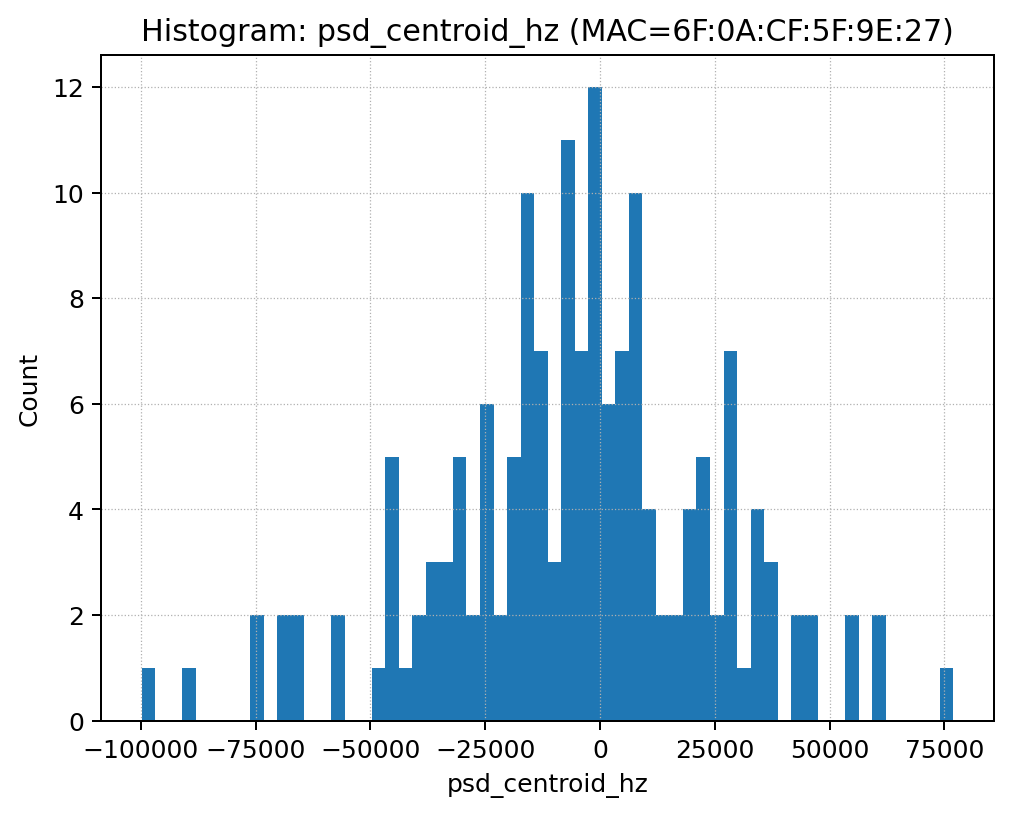 Histogram: psd_centroid_hz (MAC=6F:0A:CF:5F:9E:27)
12
10
8
6
4
2
0
Count
−100000 −75000 −50000 −25000 0 25000 50000 75000
psd_centroid_hz